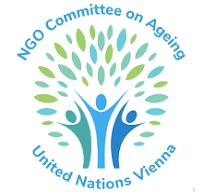 NGO Committee on Ageing
United Nations Vienna